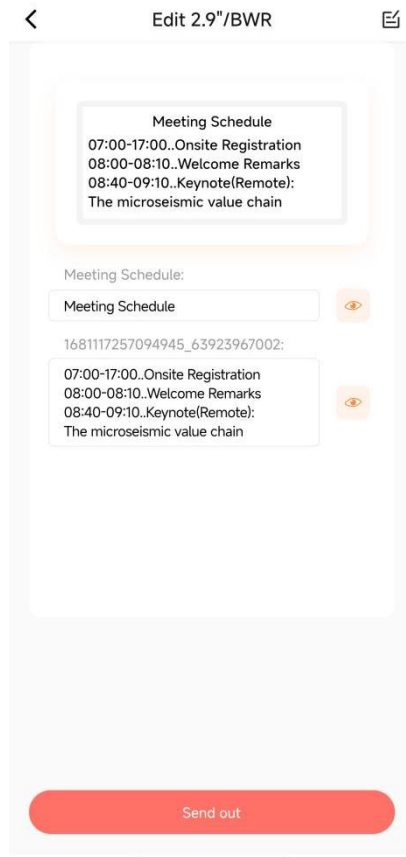 Edit 2.9"/BWR
Meeting Schedule
07:00-17:00..Onsite Registration
08:00-08:10..Welcome Remarks
08:40-09:10..Keynote(Remote):
The microseismic value chain
Meeting Schedule:
Meeting Schedule
1681117257094945_63923967002:
07:00-17:00..Onsite Registration
08:00-08:10..Welcome Remarks
08:40-09:10..Keynote(Remote):
The microseismic value chain
Send out